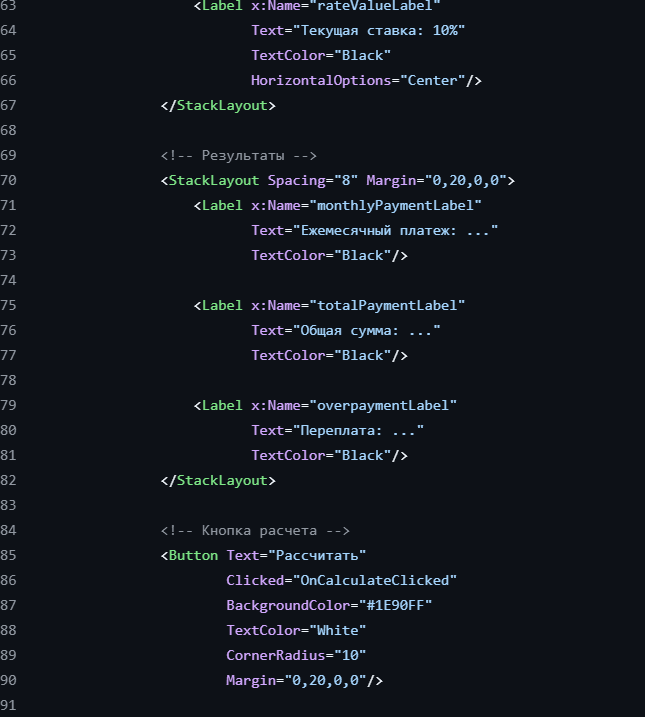 63 <Label x:Name="rateValueLabel"
64 Text="Текущая ставка: 10%"
65 TextColor="Black"
66 HorizontalOptions="Center"/>
67 </StackLayout>
68
69 <!-- Результаты -->
70 <StackLayout Spacing="8" Margin="0,20,0,0">
71 <Label x:Name="monthlyPaymentLabel"
72 Text="Ежемесячный платеж: ..."
73 TextColor="Black"/>
74
75 <Label x:Name="totalPaymentLabel"
76 Text="Общая сумма: ..."
77 TextColor="Black"/>
78
79 <Label x:Name="overpaymentLabel"
80 Text="Переплата: ..."
81 TextColor="Black"/>
82 </StackLayout>
83
84 <!-- Кнопка расчета -->
85 <Button Text="Рассчитать"
86 Clicked="OnCalculateClicked"
87 BackgroundColor="#1E90FF"
88 TextColor="White"
89 CornerRadius="10"
90 Margin="0,20,0,0"/>
91